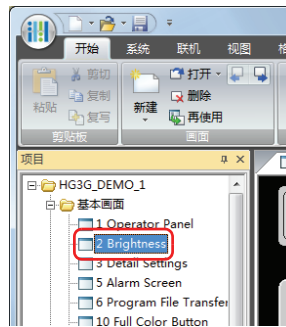 开始 系统 联机 视图
粘贴
剪切
复制
复写
剪贴板
新建
打开
删除
再使用
画面
项目
HG3G_DEMO_1
基本画面
1 Operator Panel
2 Brightness
3 Detail Settings
5 Alarm Screen
6 Program File Transfer
10 Full Color Button